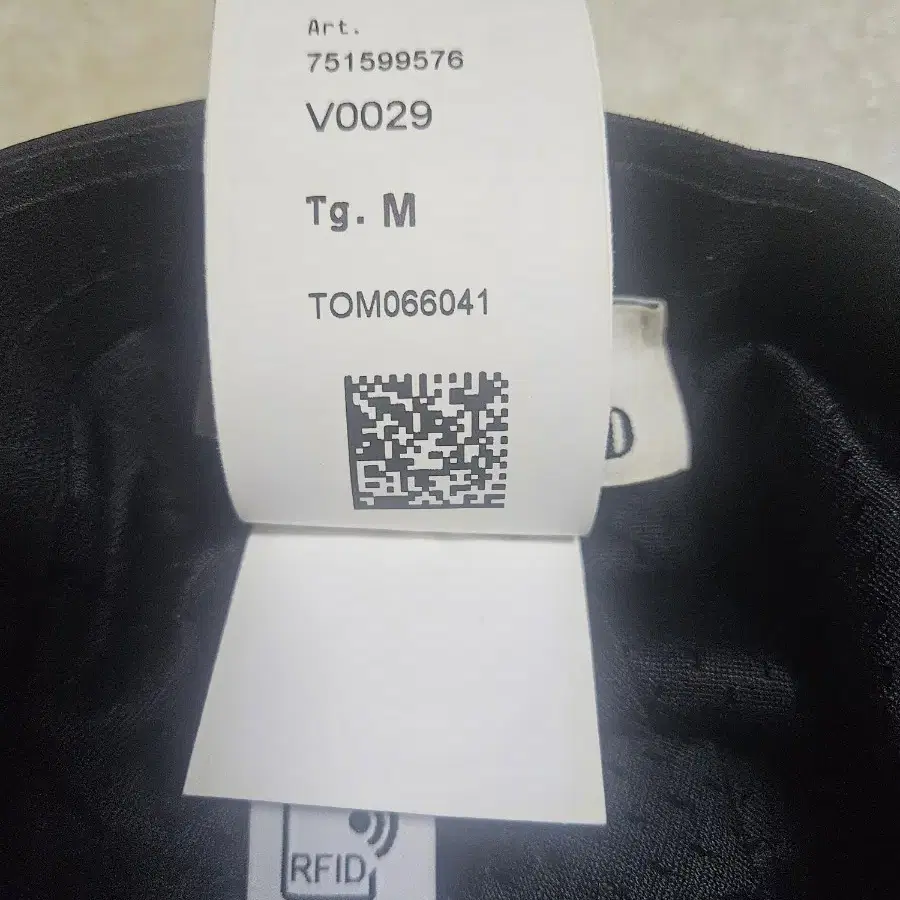 Art.
751599576
V0029
Tg. M
TOM066041
D
RFID